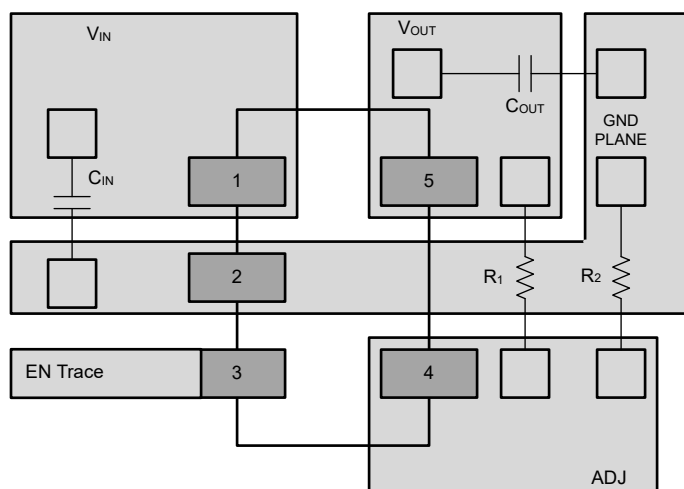 VIN
VOUT
COUT
GND
PLANE
CIN
1
5
2
R1
R2
EN Trace
3
4
ADJ